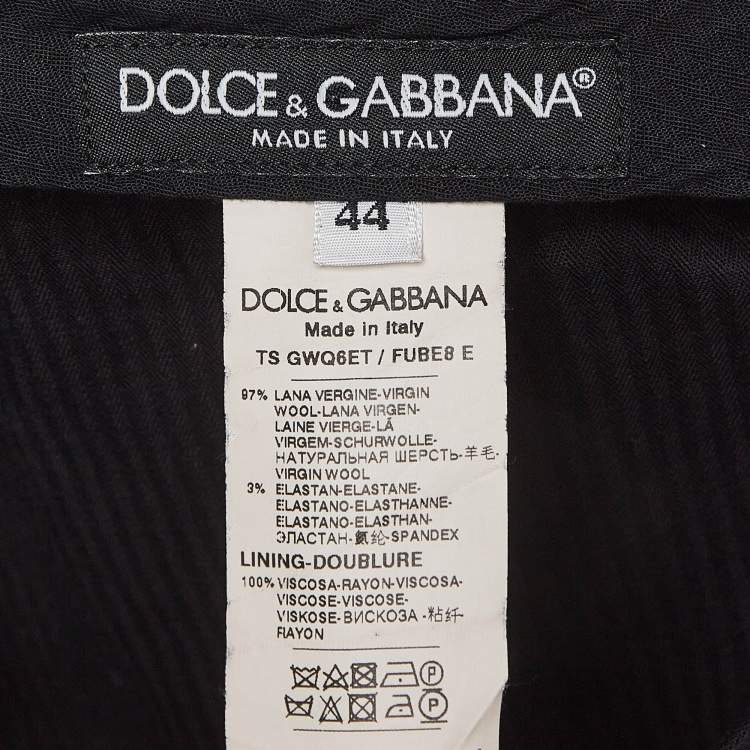 DOLCE & GABBANA®
MADE IN ITALY
44
DOLCE & GABBANA
Made in Italy
TS GWQ6ET / FUBE8 E
97% LANA VERGINE-VIRGIN
WOOL-LANA VIRGEN-
LAINE VIERGE-LÃ
VIRGEM-SCHURWOLLE-
НАТУРАЛЬНАЯ ШЕРСТЬ-羊毛-
VIRGIN WOOL
3% ELASTAN-ELASTANE-
ELASTANO-ELASTHANNE-
ELASTANO-ELASTHAN-
ЭЛАСТАН-氨纶-SPANDEX
LINING-DOUBLURE
100% VISCOSA-RAYON-VISCOSA-
VISCOSE-VISCOSE-
VISKOSE-ВИСКОЗА-粘纤-
RAYON
P
P